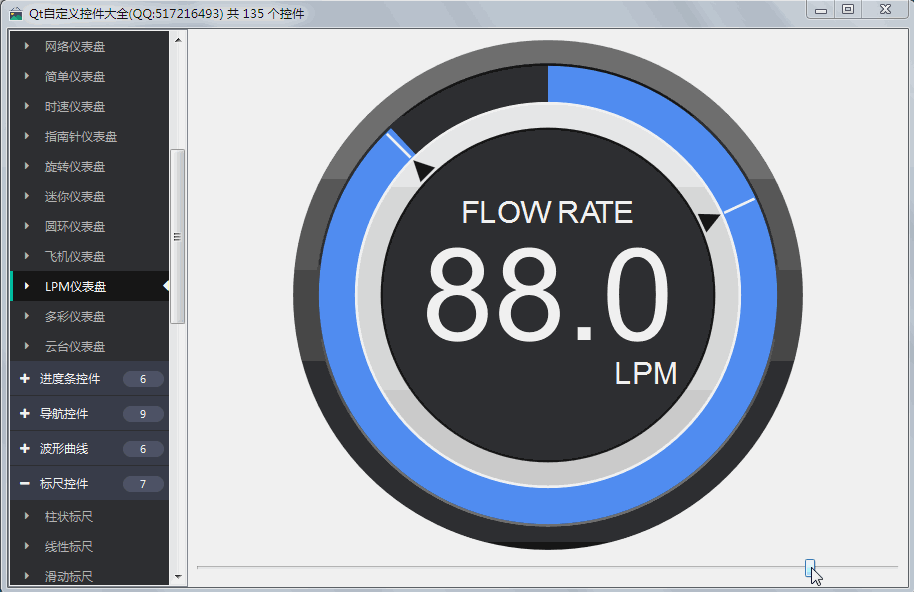 Qt自定义控件大全(QQ:517216493) 共 135 个控件
网络仪表盘
简单仪表盘
时速仪表盘
指南针仪表盘
旋转仪表盘
迷你仪表盘
圆环仪表盘
飞机仪表盘
LPM仪表盘
多彩仪表盘
云台仪表盘
进度条控件 6
导航控件 9
波形曲线 6
标尺控件 7
柱状标尺
线性标尺
滑动标尺
FLOW RATE
88.0
LPM